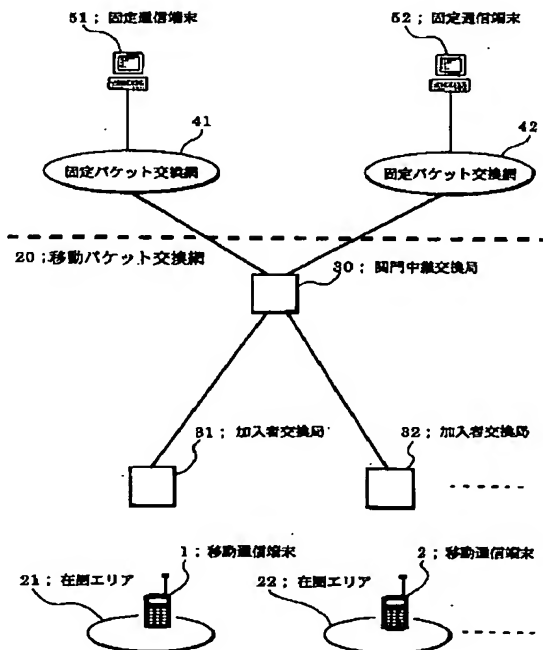 51；固定通信端末
52；固定通信端末
41
42
固定パケット交換網
固定パケット交換網
20；移動パケット交換網
30；関門中継交換局
31；加入者交換局
32；加入者交換局
1；移動通信端末
2；移動通信端末
21；在圏エリア
22；在圏エリア